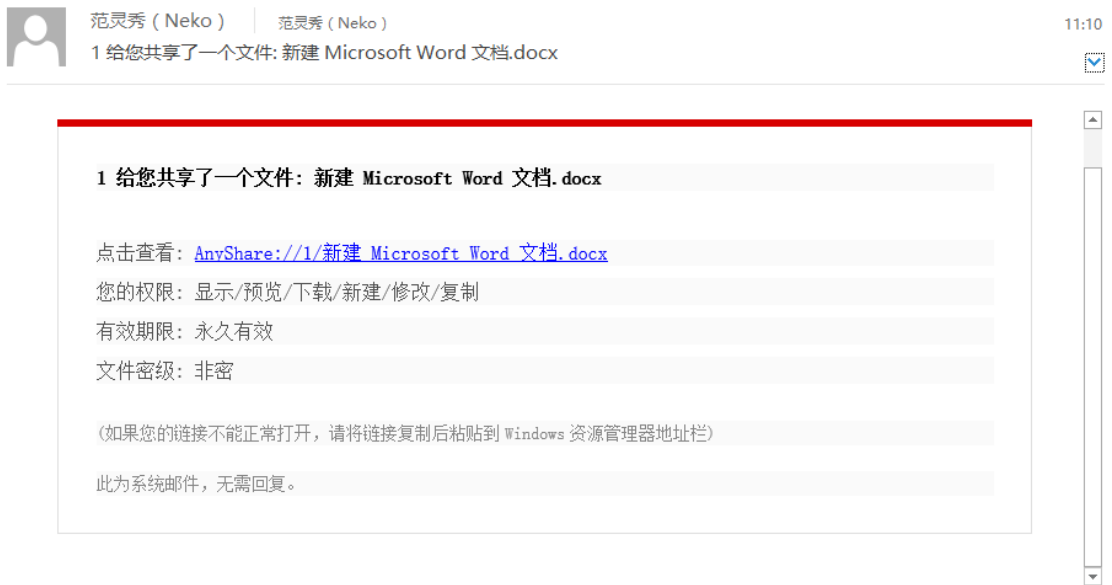 范灵秀（Neko） 范灵秀（Neko） 11:10
1 给您共享了一个文件: 新建 Microsoft Word 文档.docx
1 给您共享了一个文件: 新建 Microsoft Word 文档.docx
点击查看: AnyShare://1/新建 Microsoft Word 文档.docx
您的权限: 显示/预览/下载/新建/修改/复制
有效期限: 永久有效
文件密级: 非密
(如果您的链接不能正常打开，请将链接复制后粘贴到 Windows 资源管理器地址栏)
此为系统邮件，无需回复。